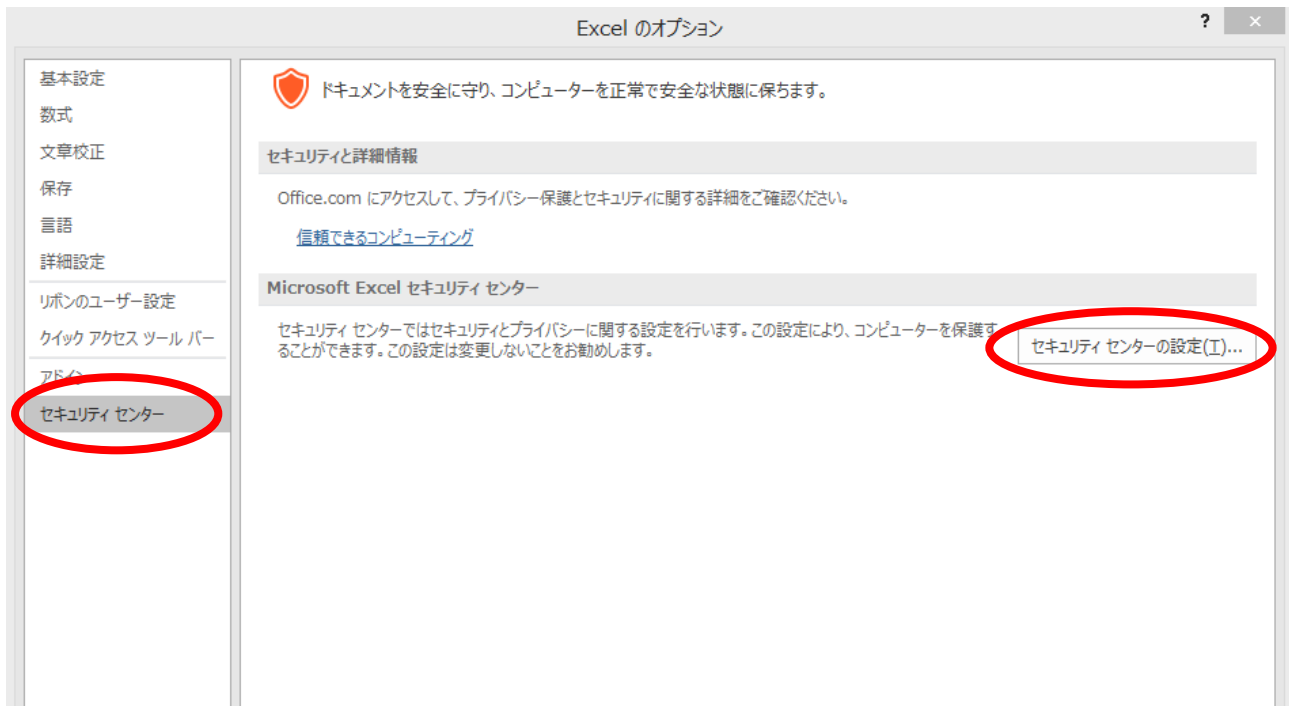 Excel のオプション
?
×
基本設定
数式
文章校正
保存
言語
詳細設定
リボンのユーザー設定
クイック アクセス ツール バー
アドイン
セキュリティ センター
ドキュメントを安全に守り、コンピューターを正常で安全な状態に保ちます。
セキュリティと詳細情報
Office.com にアクセスして、プライバシー保護とセキュリティに関する詳細をご確認ください。
信頼できるコンピューティング
Microsoft Excel セキュリティ センター
セキュリティ センターではセキュリティとプライバシーに関する設定を行います。この設定により、コンピューターを保護す
ることができます。この設定は変更しないことをお勧めします。
セキュリティ センターの設定(T)...